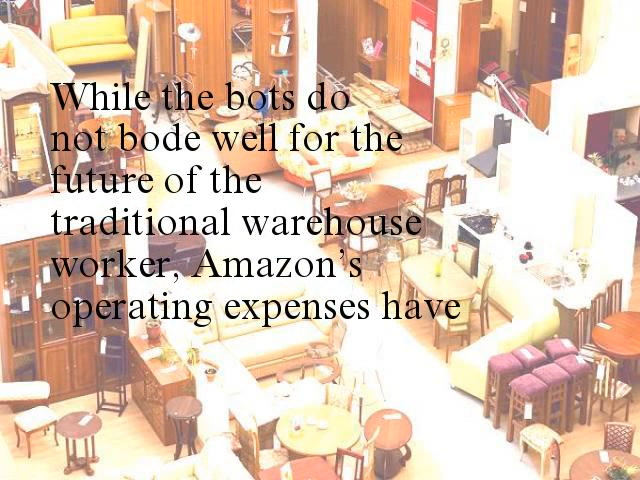 While the bots do
not bode well for the
future of the
traditional warehouse
worker, Amazon’s
operating expenses have